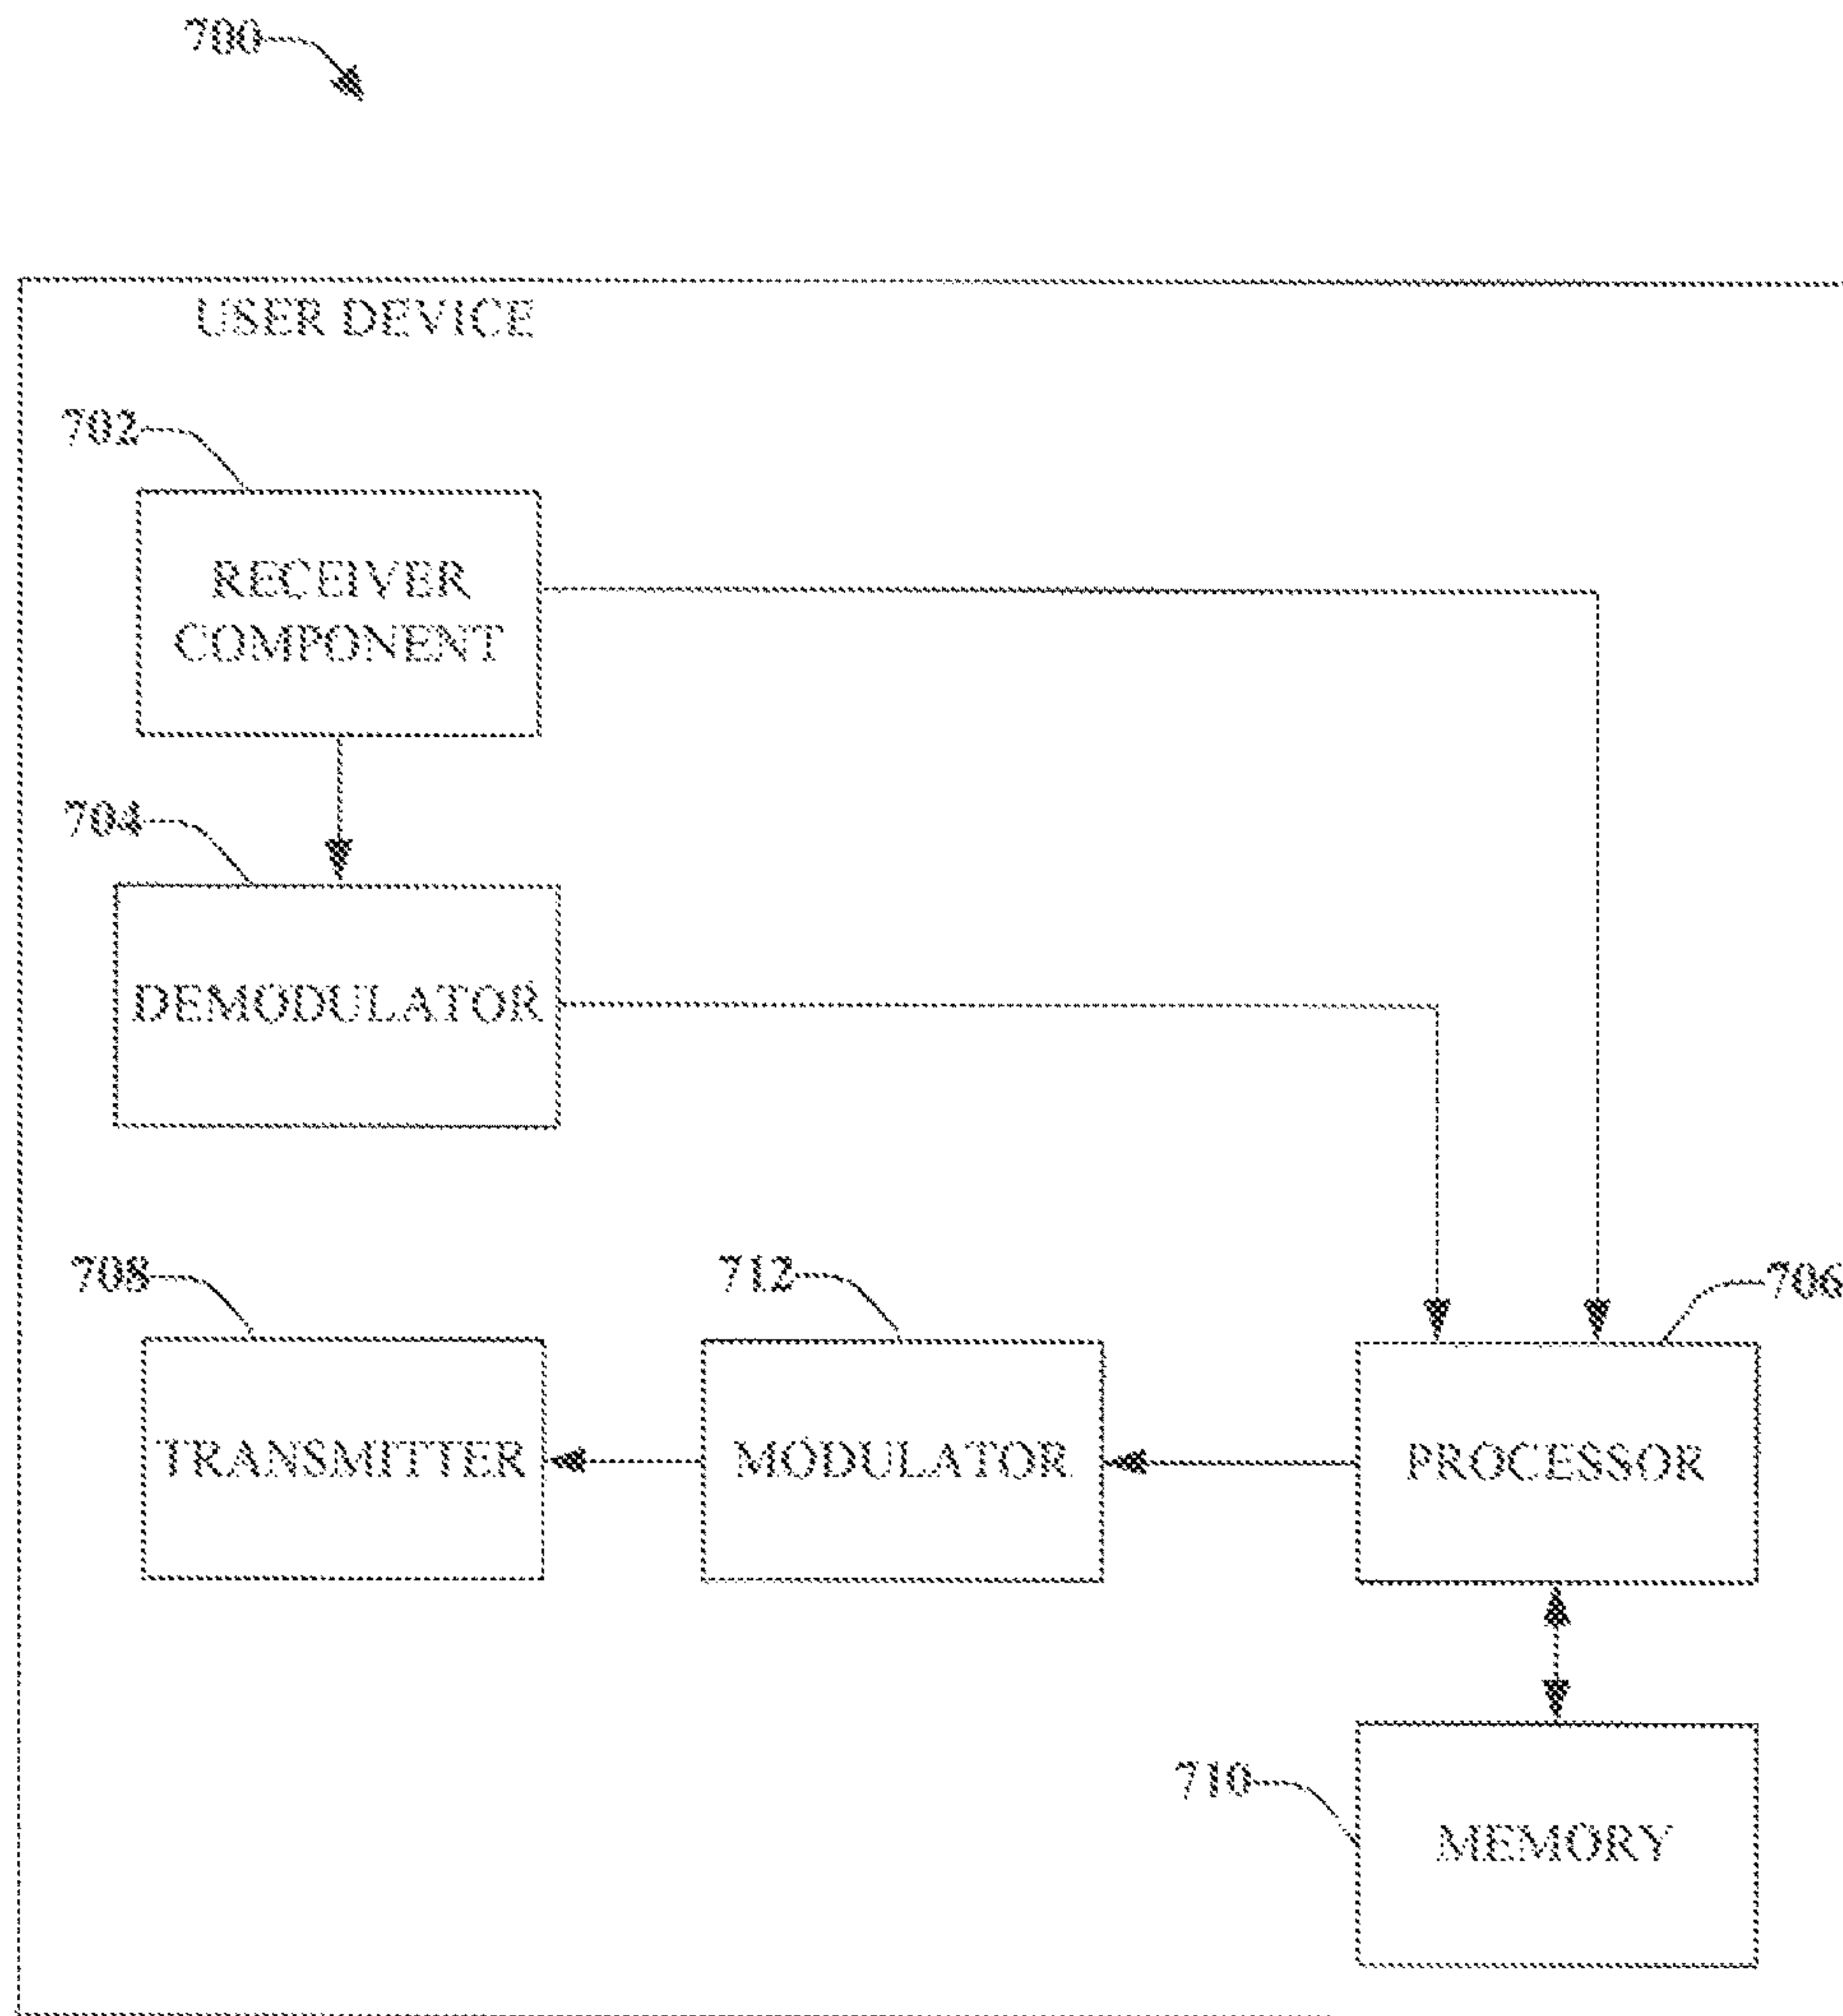 700
USER DEVICE
702
RECEIVER
COMPONENT
704
DEMODULATOR
708
712
706
TRANSMITTER
MODULATOR
PROCESSOR
710
MEMORY